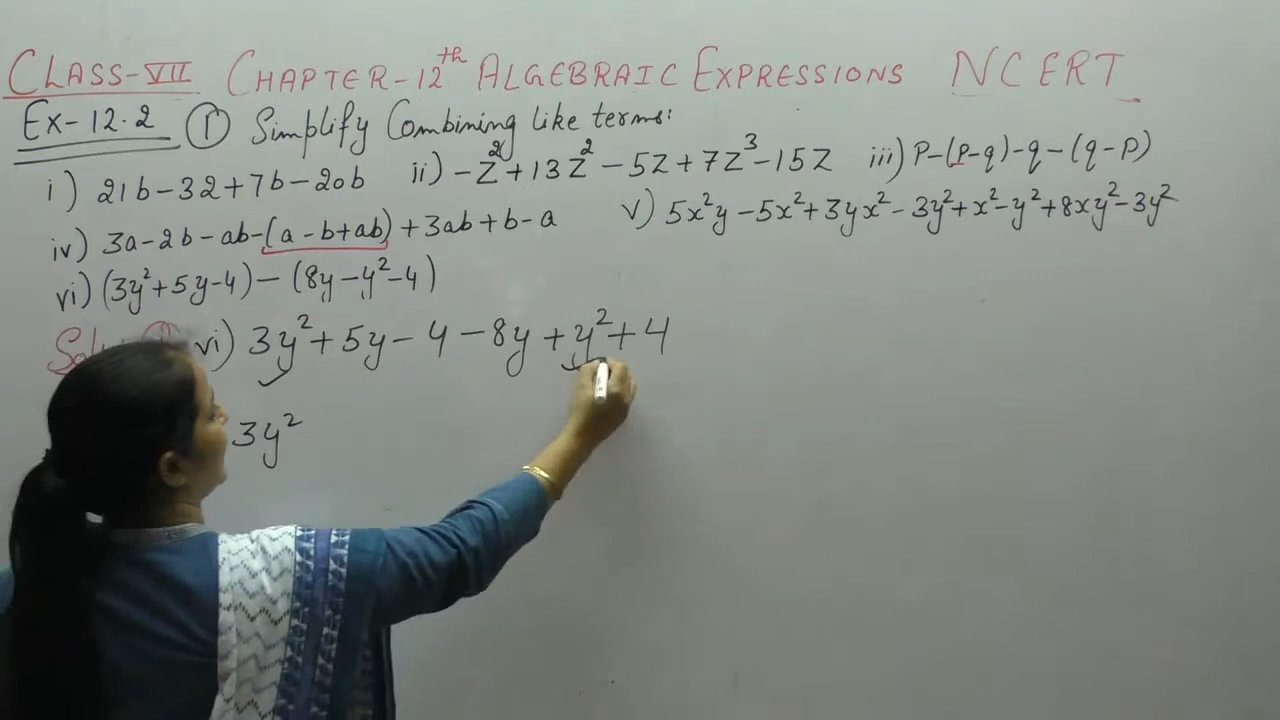 CLASS-VII CHAPTER-12th ALGEBRAIC EXPRESSIONS NCERT
Ex-12.2 ① Simplify Combining like terms:
i) 21b-32+7b-20b ii) -z²+13z²-5z+7z³-15z iii) p-(p-q)-q-(q-p)
iv) 3a-2b-ab-(a-b+ab)+3ab+b-a v) 5x²y-5x²+3yx²-3y²+x²-y²+8xy²-3y²
vi) (3y²+5y-4)-(8y-y²-4)
vi) 3y²+5y-4-8y+y²+4
3y²